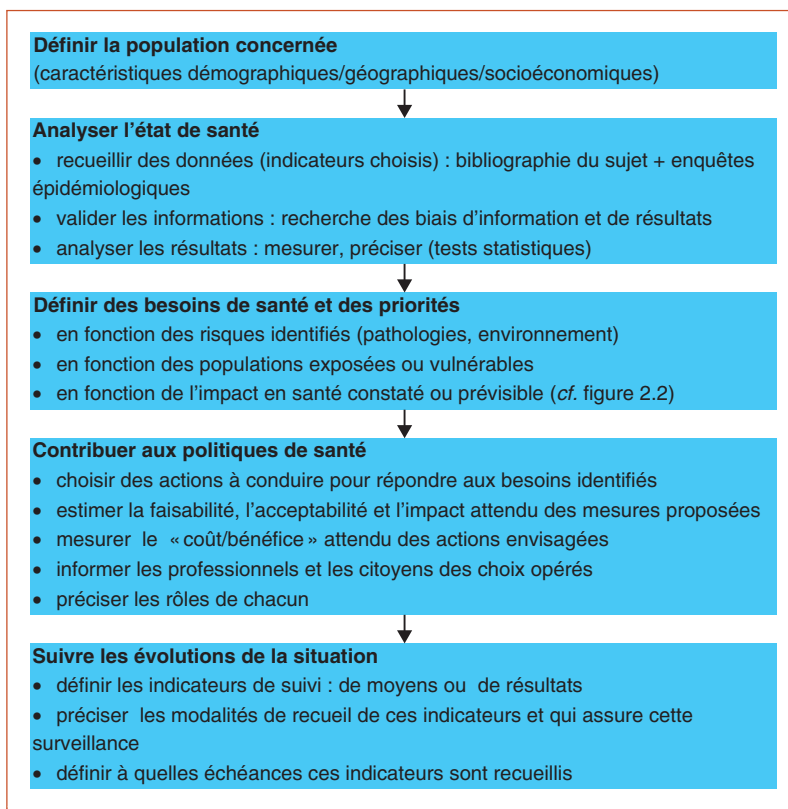 Définir la population concernée
(caractéristiques démographiques/géographiques/socioéconomiques)
Analyser l’état de santé
• recueillir des données (indicateurs choisis) : bibliographie du sujet + enquêtes
épidémiologiques
• valider les informations : recherche des biais d’information et de résultats
• analyser les résultats : mesurer, préciser (tests statistiques)
Définir des besoins de santé et des priorités
• en fonction des risques identifiés (pathologies, environnement)
• en fonction des populations exposées ou vulnérables
• en fonction de l’impact en santé constaté ou prévisible (cf. figure 2.2)
Contribuer aux politiques de santé
• choisir des actions à conduire pour répondre aux besoins identifiés
• estimer la faisabilité, l’acceptabilité et l’impact attendu des mesures proposées
• mesurer le « coût/bénéfice » attendu des actions envisagées
• informer les professionnels et les citoyens des choix opérés
• préciser les rôles de chacun
Suivre les évolutions de la situation
• définir les indicateurs de suivi : de moyens ou de résultats
• préciser les modalités de recueil de ces indicateurs et qui assure cette
surveillance
• définir à quelles échéances ces indicateurs sont recueillis